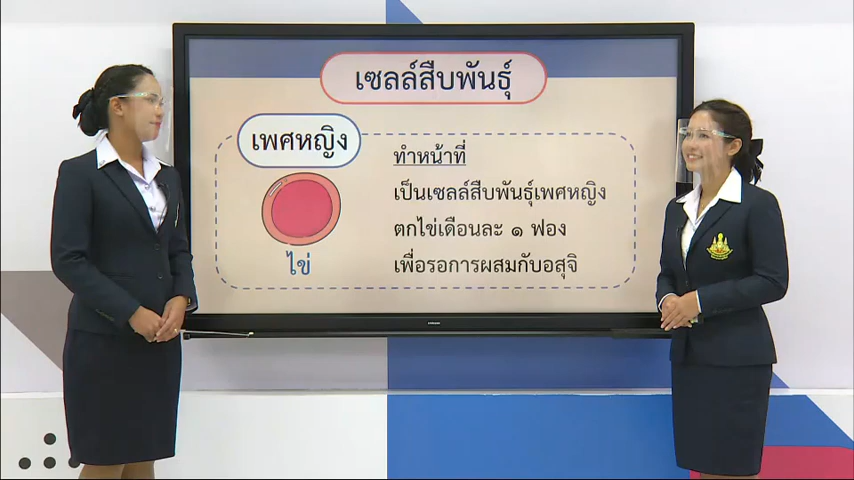 เซลล์สืบพันธุ์
เพศหญิง
ทำหน้าที่
เป็นเซลล์สืบพันธุ์เพศหญิง
ตกไข่เดือนละ ๑ ฟอง
เพื่อรอการผสมกับอสุจิ
ไข่
SAMSUNG